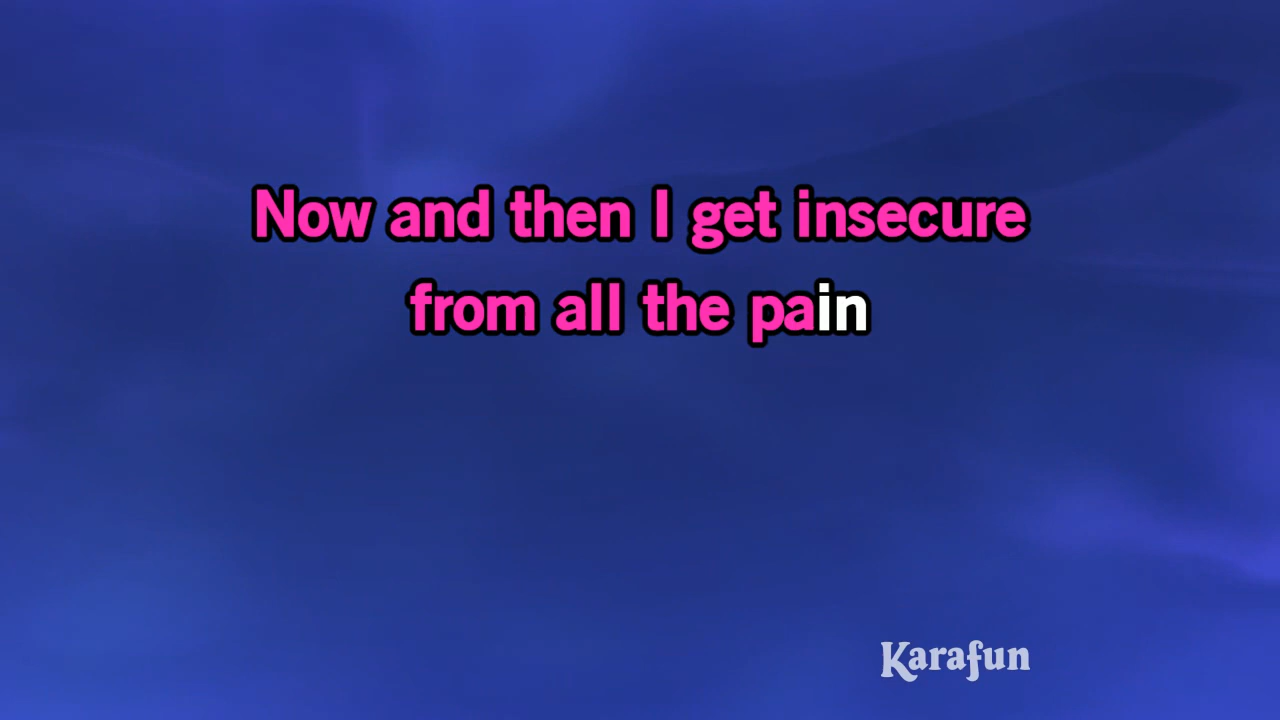 Now and then I get insecure
from all the pain
Karafun